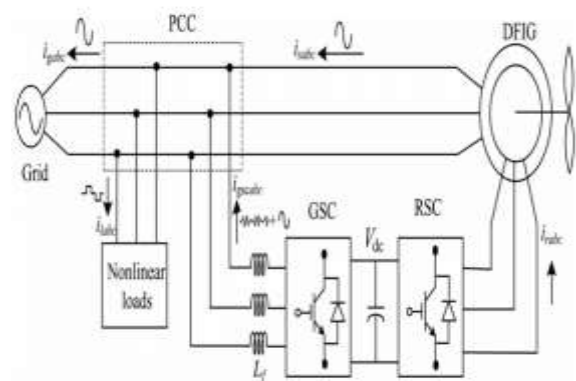 PCC
DFIG
i_gabc
i_sabc
Grid
i_labc
i_gscabc
GSC
V_dc
RSC
i_rabc
Nonlinear
loads
L_f